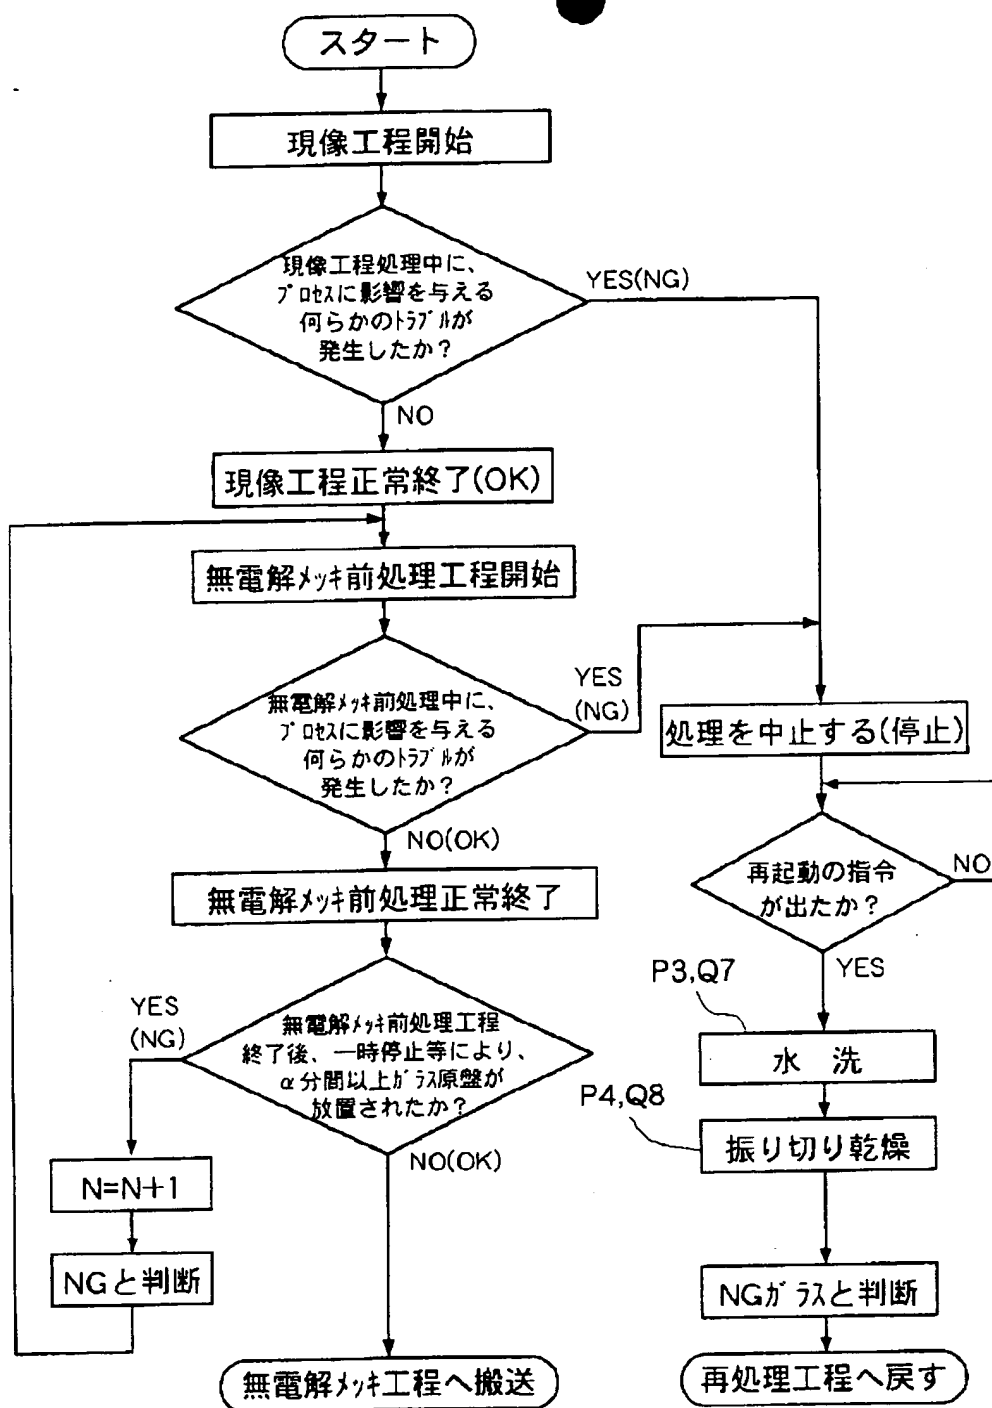 スタート
現像工程開始
現像工程処理中に、
プロセスに影響を与える
何らかのトラブルが
発生したか？
YES(NG)
NO
現像工程正常終了(OK)
無電解メッキ前処理工程開始
無電解メッキ前処理中に、
プロセスに影響を与える
何らかのトラブルが
発生したか？
YES
(NG)
NO(OK)
処理を中止する(停止)
無電解メッキ前処理正常終了
再起動の指令
が出たか？
NO
YES
P3,Q7
無電解メッキ前処理工程
終了後、一時停止等により、
α分間以上ガラス原盤が
放置されたか？
YES
(NG)
NO(OK)
水 洗
P4,Q8
振り切り乾燥
N=N+1
NGと判断
NGガラスと判断
無電解メッキ工程へ搬送
再処理工程へ戻す